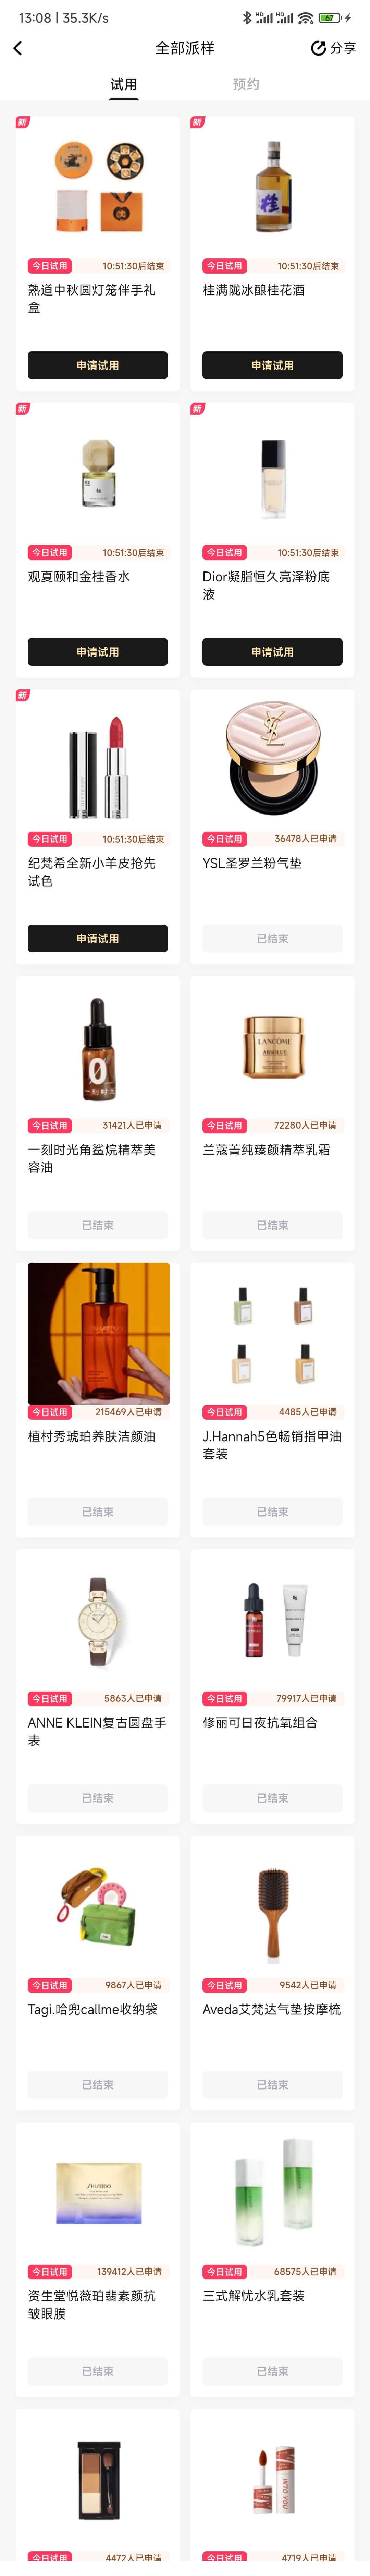 13:08 | 35.3K/s
67
全部派样
分享
试用
预约
新
新
今日试用
10:51:30后结束
今日试用
10:51:30后结束
熟道中秋圆灯笼伴手礼
盒
桂满陇冰酿桂花酒
申请试用
申请试用
新
新
今日试用
10:51:30后结束
今日试用
10:51:30后结束
观夏颐和金桂香水
Dior凝脂恒久亮泽粉底
液
申请试用
申请试用
新
今日试用
10:51:30后结束
今日试用
36478人已申请
纪梵希全新小羊皮抢先
试色
YSL圣罗兰粉气垫
申请试用
已结束
LANCÔME
ABSOLUE
今日试用
31421人已申请
今日试用
72280人已申请
一刻时光角鲨烷精萃美
容油
兰蔻菁纯臻颜精萃乳霜
已结束
已结束
今日试用
215469人已申请
今日试用
4485人已申请
植村秀琥珀养肤洁颜油
J.Hannah5色畅销指甲油
套装
已结束
已结束
今日试用
5863人已申请
今日试用
79917人已申请
ANNE KLEIN复古圆盘手
表
修丽可日夜抗氧组合
已结束
已结束
今日试用
9867人已申请
今日试用
9542人已申请
Tagi.哈兜callme收纳袋
Aveda艾梵达气垫按摩梳
已结束
已结束
SHISEIDO
今日试用
139412人已申请
今日试用
68575人已申请
资生堂悦薇珀翡素颜抗
皱眼膜
三式解忧水乳套装
已结束
已结束
INTO YOU
今日试用
4472人已申请
今日试用
4719人已申请